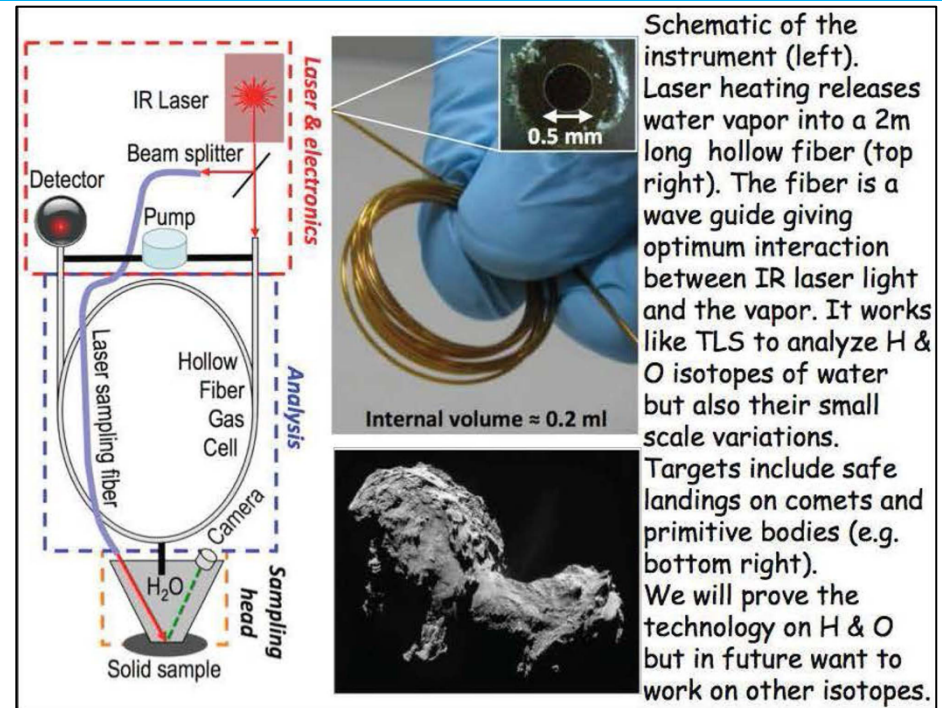 IR Laser
Beam splitter
Detector
Pump
Laser & electronics
Laser sampling fiber
Hollow
Fiber
Gas
Cell
Analysis
Camera
H₂O
Sampling
head
Solid sample
0.5 mm
Internal volume ≈ 0.2 ml
Schematic of the
instrument (left).
Laser heating releases
water vapor into a 2m
long hollow fiber (top
right). The fiber is a
wave guide giving
optimum interaction
between IR laser light
and the vapor. It works
like TLS to analyze H &
O isotopes of water
but also their small
scale variations.
Targets include safe
landings on comets and
primitive bodies (e.g.
bottom right).
We will prove the
technology on H & O
but in future want to
work on other isotopes.